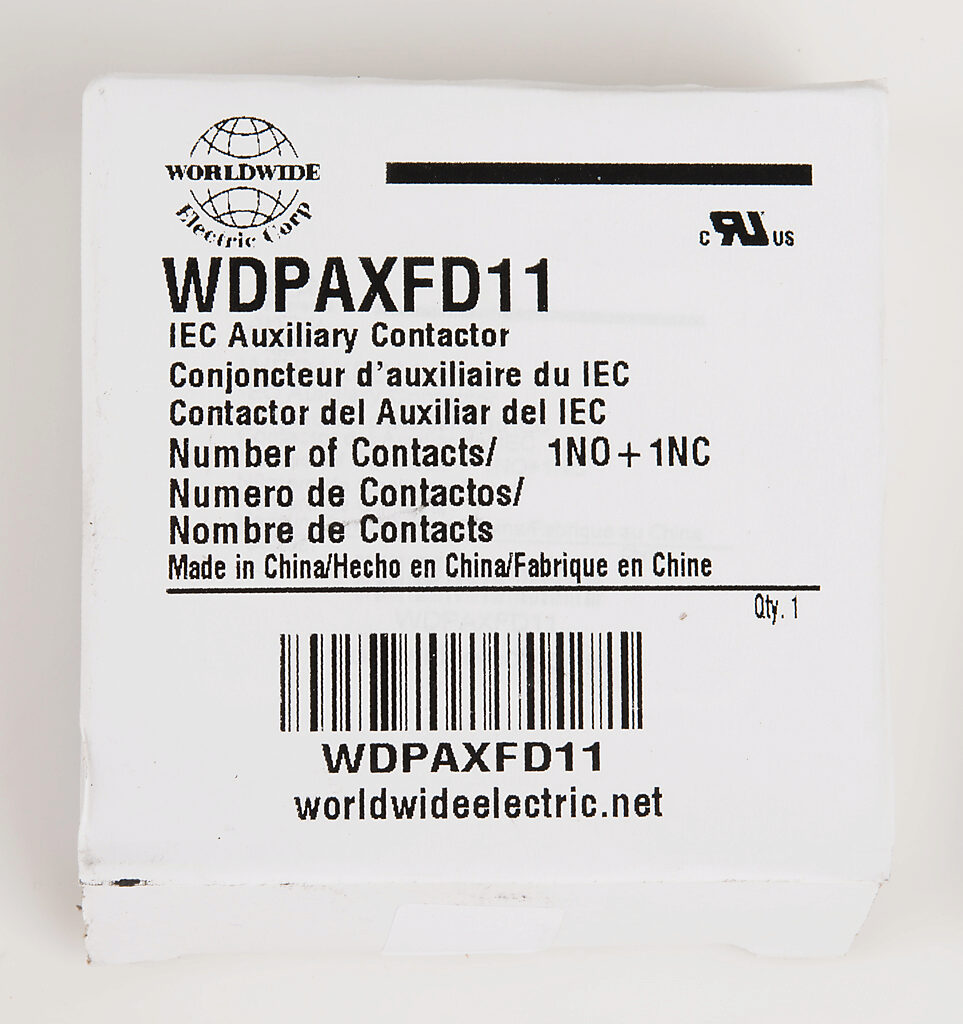 WORLDWIDE
Electric Corp
c RU US
WDPAXFD11
IEC Auxiliary Contactor
Conjoncteur d'auxiliaire du IEC
Contactor del Auxiliar del IEC
Number of Contacts/ 1NO + 1NC
Numero de Contactos/
Nombre de Contacts
Made in China/Hecho en China/Fabrique en Chine
Qty. 1
WDPAXFD11
worldwideelectric.net